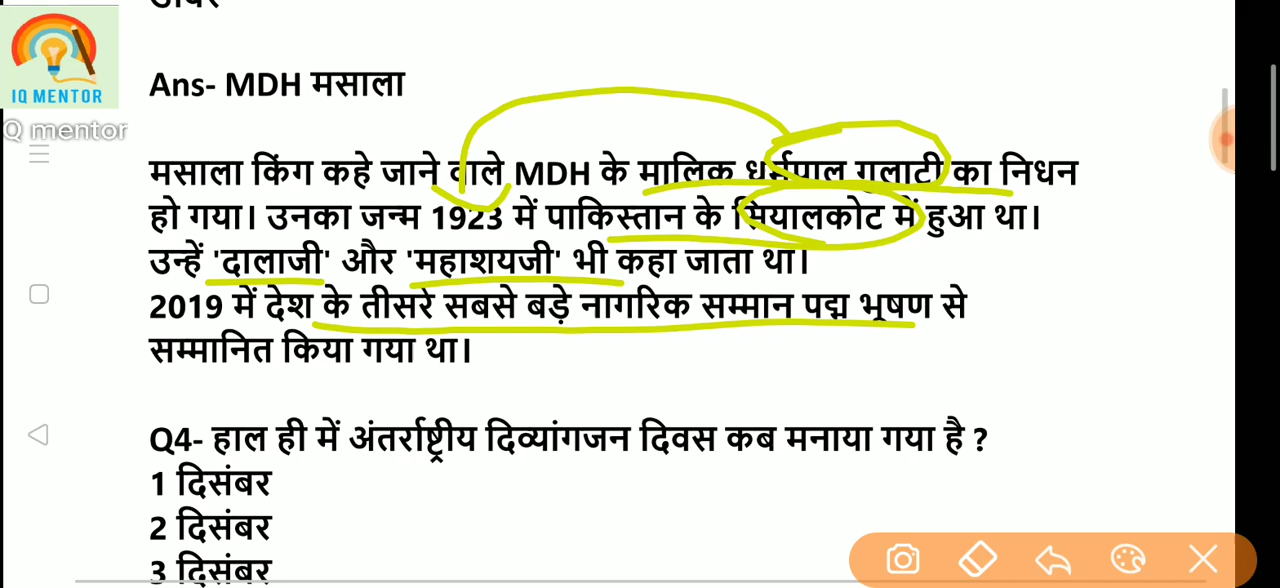 डाबर
IQ MENTOR
Q mentor
Ans- MDH मसाला
मसाला किंग कहे जाने वाले MDH के मालिक धर्मपाल गुलाटी का निधन
हो गया। उनका जन्म 1923 में पाकिस्तान के सियालकोट में हुआ था।
उन्हें 'दालाजी' और 'महाशयजी' भी कहा जाता था।
2019 में देश के तीसरे सबसे बड़े नागरिक सम्मान पद्म भूषण से
सम्मानित किया गया था।
Q4- हाल ही में अंतर्राष्ट्रीय दिव्यांगजन दिवस कब मनाया गया है ?
1 दिसंबर
2 दिसंबर
3 दिसंबर